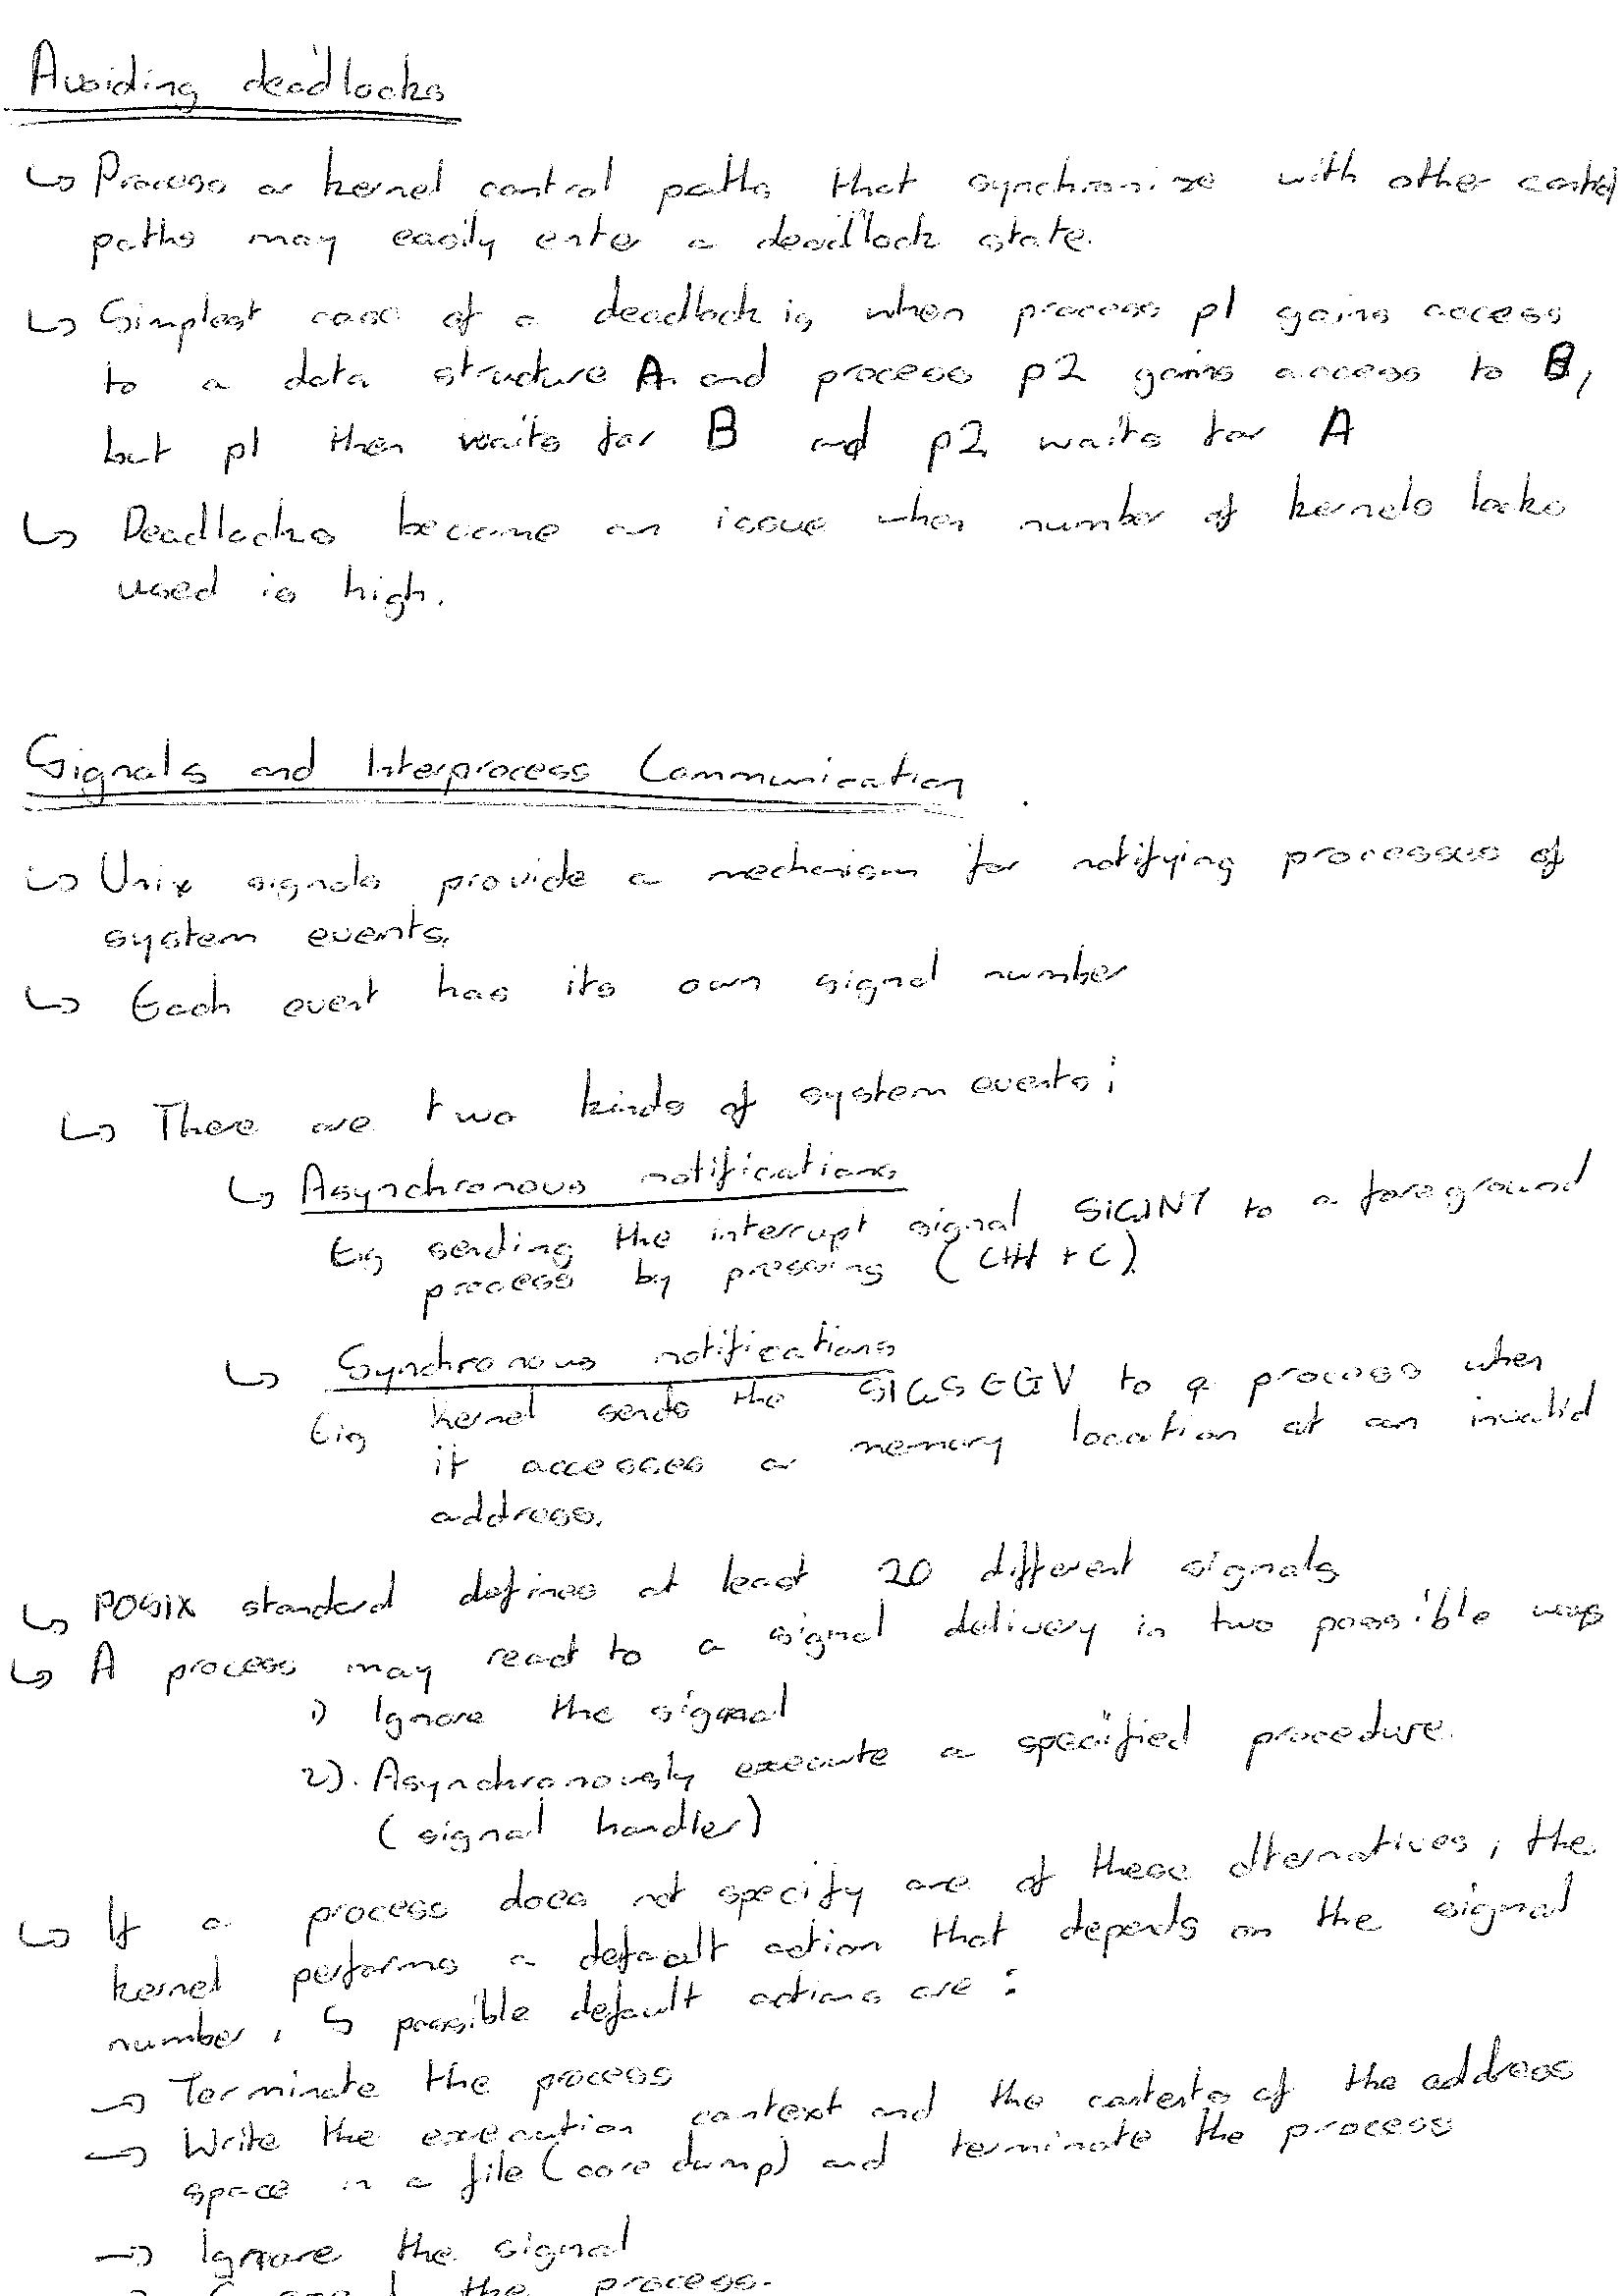 Avoiding deadlocks
↳ Process or kernel control paths that synchronize with other control
paths may easily enter a deadlock state.
↳ Simplest case of a deadlock is when process p1 gains access
to a data structure A and process p2 gains access to B,
but p1 then waits for B and p2 waits for A
↳ Deadlocks become an issue when number of kernels locks
used is high.
Signals and Interprocess Communication
↳ Unix signals provide a mechanism for notifying processes of
system events.
↳ Each event has its own signal number
↳ There are two kinds of system events;
↳ Asynchronous notifications
Eg sending the interrupt signal SIGINT to a foreground
process by pressing (Ctrl + C)
↳ Synchronous notifications
Eg kernel sends the SIGSEGV to a process when
it accesses a memory location at an invalid
address.
↳ POSIX standard defines at least 20 different signals
↳ A process may react to a signal delivery in two possible ways
1) Ignore the signal
2). Asynchronously execute a specified procedure.
(signal handler)
↳ If a process does not specify one of these alternatives, the
kernel performs a default action that depends on the signal
number, 5 possible default actions are :
→ Terminate the process
→ Write the execution context and the contents of the address
space in a file (core dump) and terminate the process
→ Ignore the signal
the process.